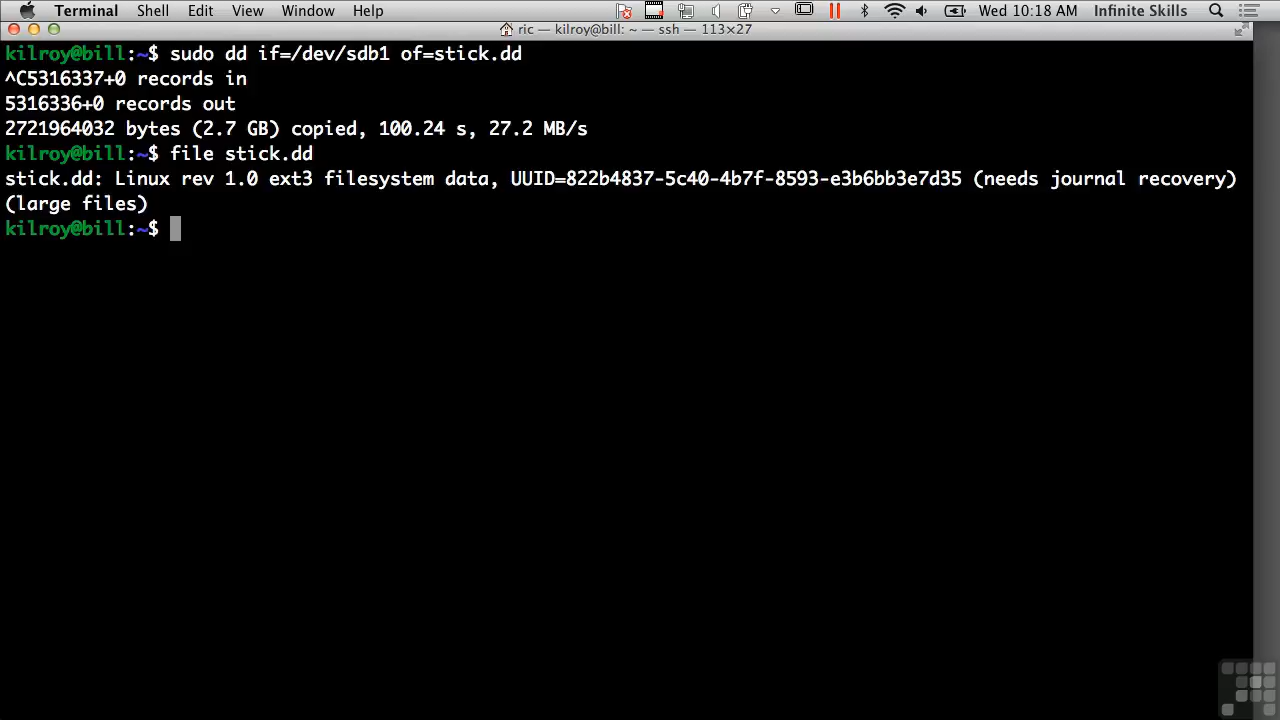 Terminal Shell Edit View Window Help Wed 10:18 AM Infinite Skills
ric — kilroy@bill: ~ — ssh — 113×27
kilroy@bill:~$ sudo dd if=/dev/sdb1 of=stick.dd
^C5316337+0 records in
5316336+0 records out
2721964032 bytes (2.7 GB) copied, 100.24 s, 27.2 MB/s
kilroy@bill:~$ file stick.dd
stick.dd: Linux rev 1.0 ext3 filesystem data, UUID=822b4837-5c40-4b7f-8593-e3b6bb3e7d35 (needs journal recovery)
(large files)
kilroy@bill:~$